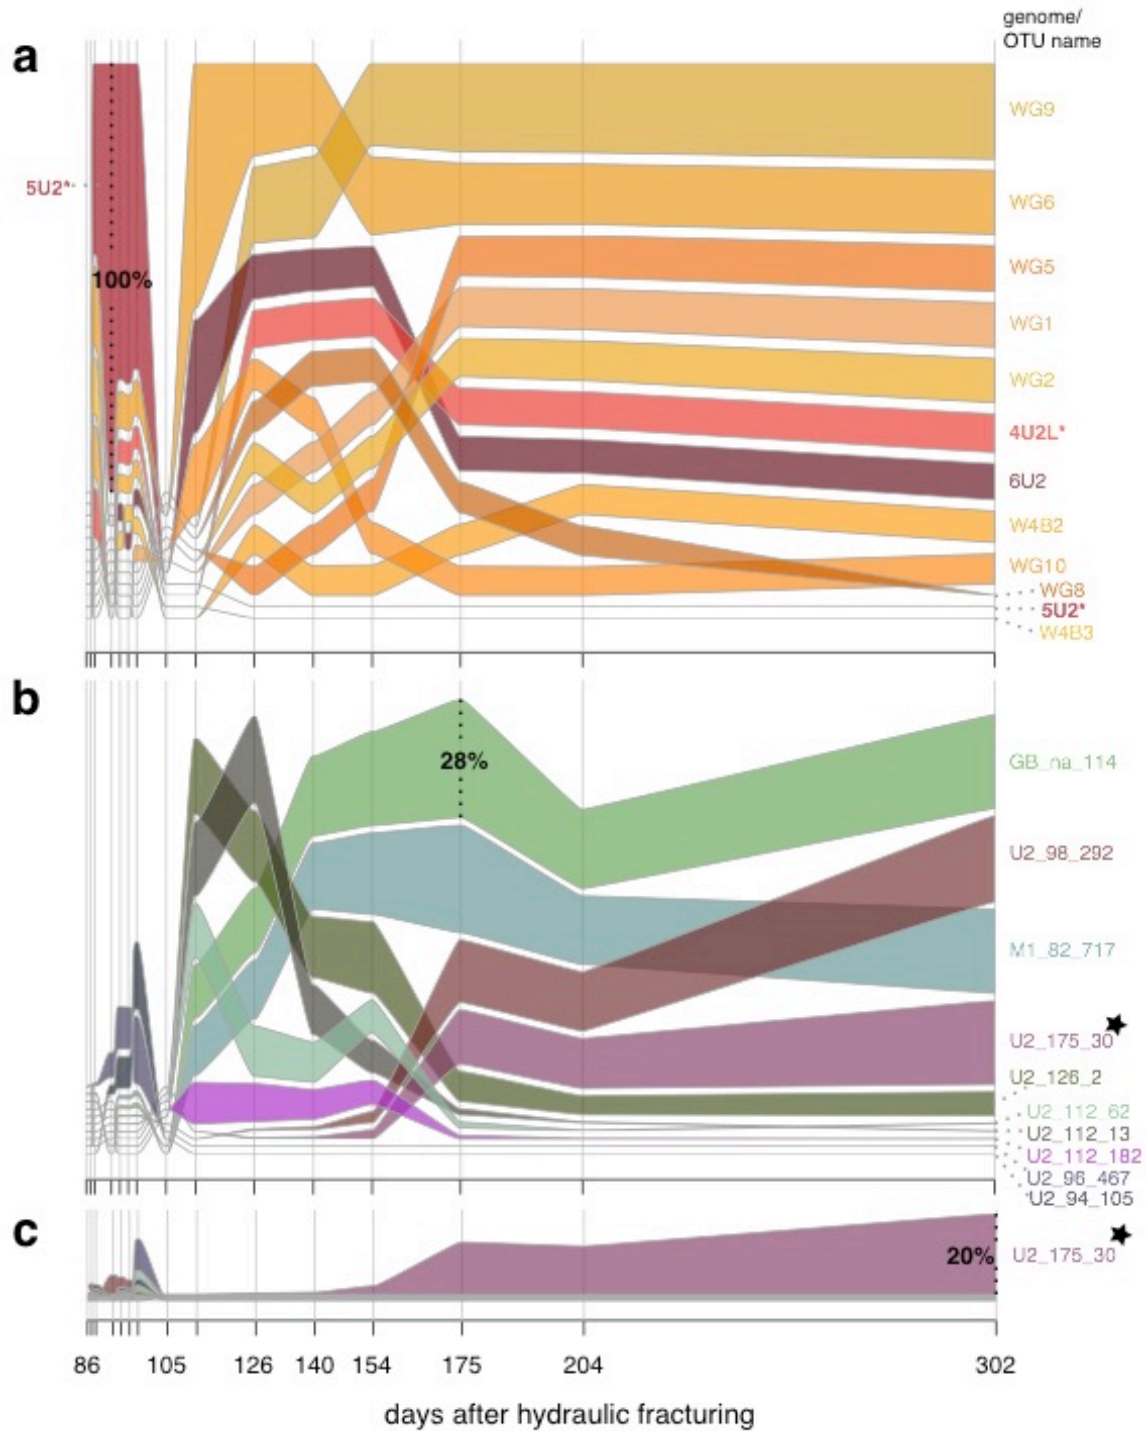 genome/
OTU name
a
WG9
5U2*
WG6
WG5
100%
WG1
WG2
4U2L*
6U2
W4B2
WG10
WG8
5U2*
W4B3
b
28%
GB_na_114
U2_98_292
M1_82_717
U2_175_30
U2_126_2
U2_112_62
U2_112_13
U2_112_182
U2_96_467
U2_94_105
c
20%
U2_175_30
86 105 126 140 154 175 204 302
days after hydraulic fracturing